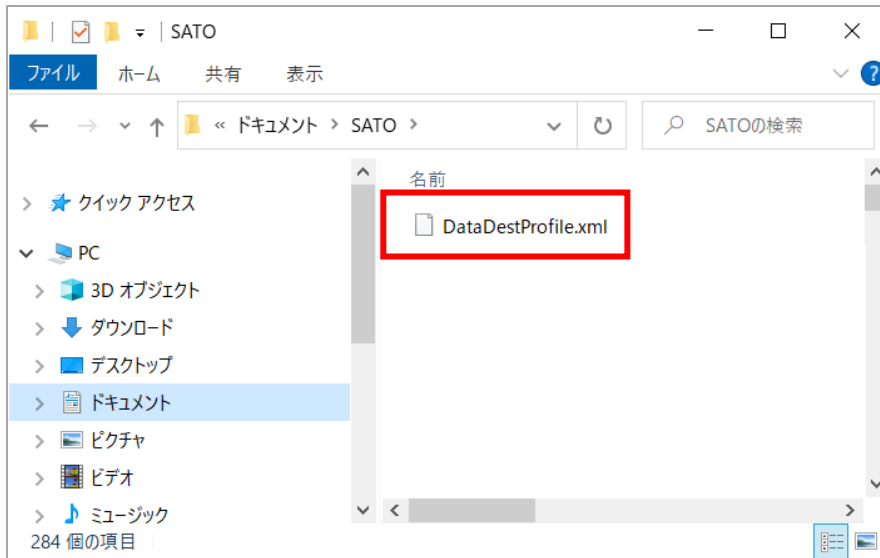 SATO
ファイル ホーム 共有 表示 ?
« ドキュメント > SATO > SATOの検索
名前
DataDestProfile.xml
クイック アクセス
PC
3D オブジェクト
ダウンロード
デスクトップ
ドキュメント
ピクチャ
ビデオ
ミュージック
284 個の項目